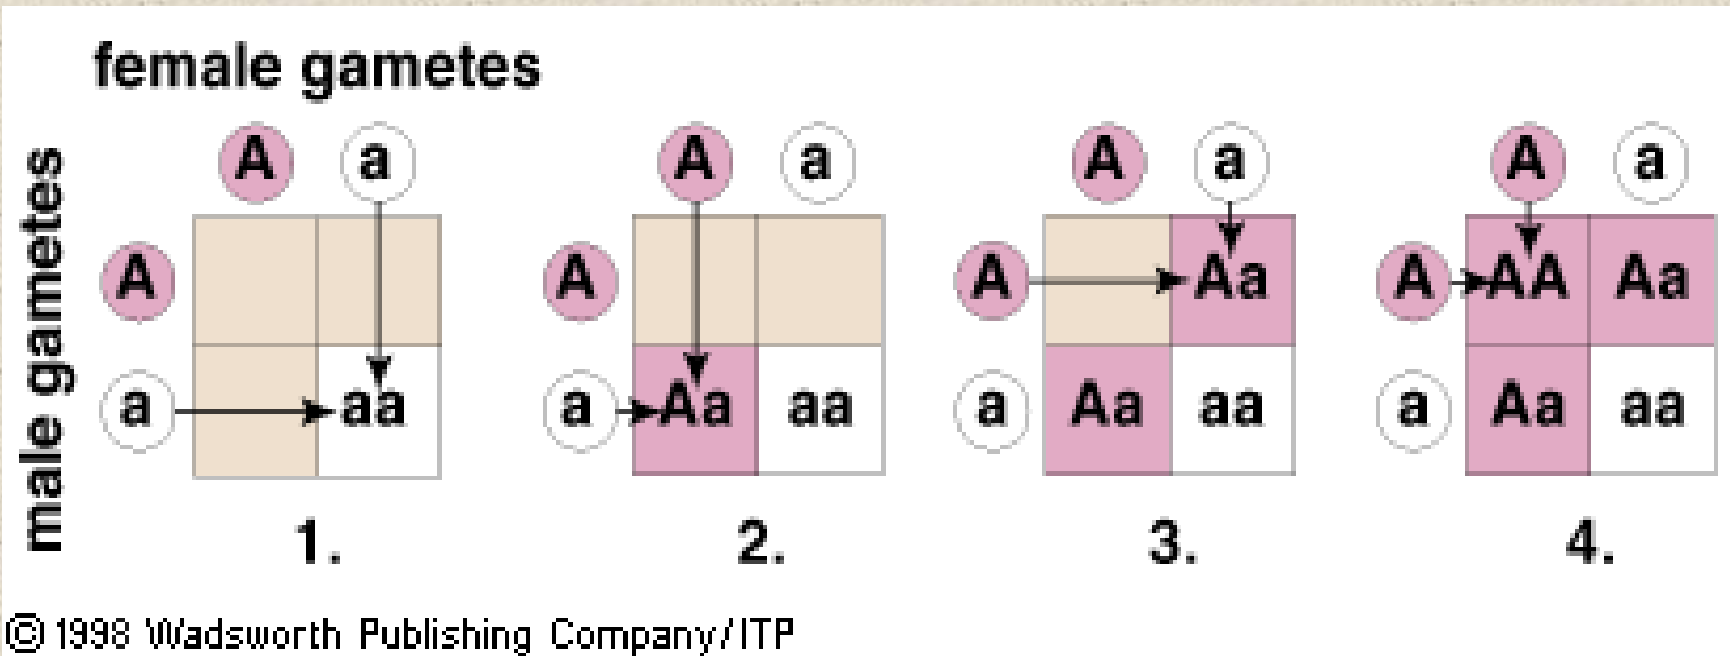 female gametes
male gametes
A a A a A a A a
A A A Aa A AA Aa
a aa a Aa aa a Aa aa a Aa aa
1. 2. 3. 4.
© 1998 Wadsworth Publishing Company/ITP